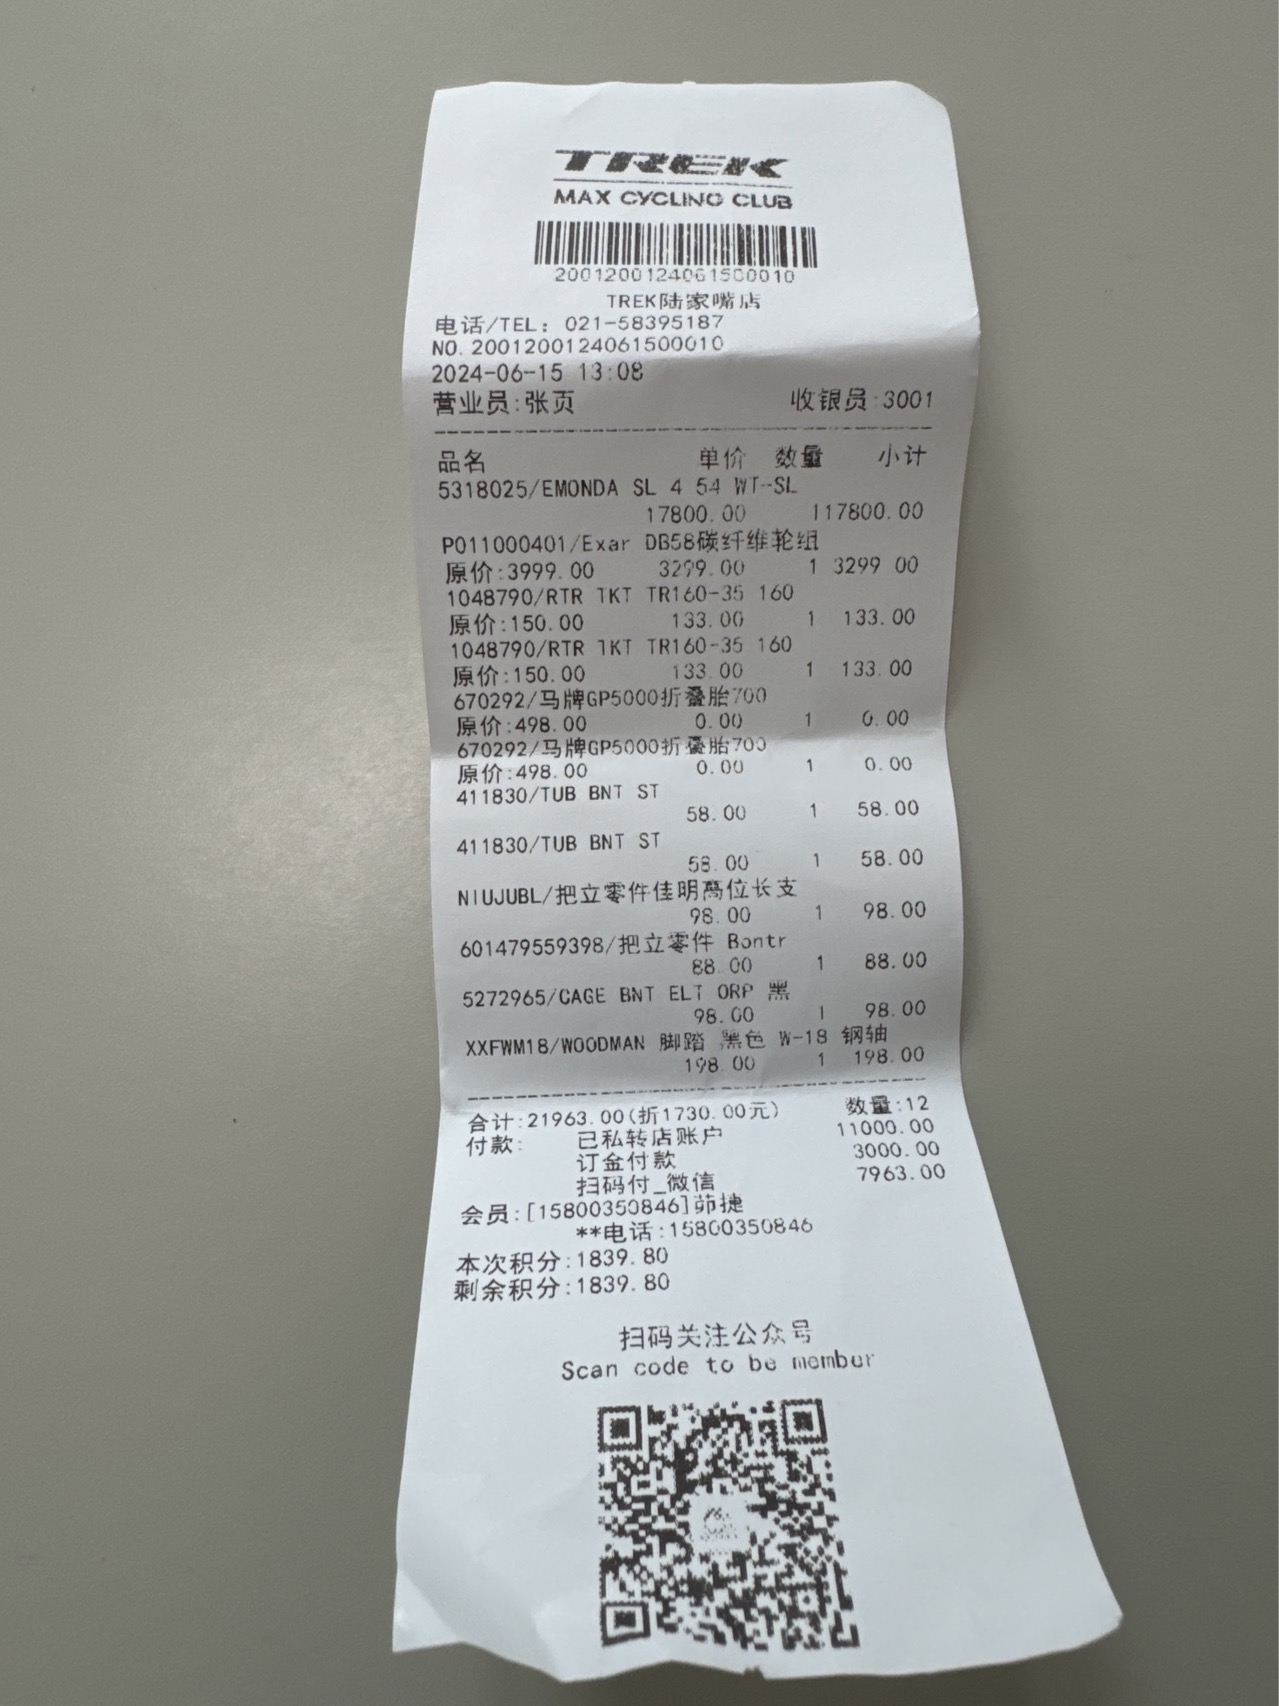 TREK
MAX CYCLING CLUB
2001200124061500010
TREK陆家嘴店
电话/TEL: 021-58395187
NO.2001200124061500010
2024-06-15 13:08
营业员:张页 收银员:3001
品名 单价 数量 小计
5318025/EMONDA SL 4 54 WT-SL
17800.00 117800.00
P011000401/Exar DB58碳纤维轮组
原价:3999.00 3299.00 1 3299.00
1048790/RTR TKT TR160-35 160
原价:150.00 133.00 1 133.00
1048790/RTR TKT TR160-35 160
原价:150.00 133.00 1 133.00
670292/马牌GP5000折叠胎700
原价:498.00 0.00 1 0.00
670292/马牌GP5000折叠胎700
原价:498.00 0.00 1 0.00
411830/TUB BNT ST
58.00 1 58.00
411830/TUB BNT ST
58.00 1 58.00
NIUJUBL/把立零件佳明高位长支
98.00 1 98.00
601479559398/把立零件 Bontr
88.00 1 88.00
5272965/CAGE BNT ELT ORP 黑
98.00 1 98.00
XXFWM18/WOODMAN 脚踏 黑色 W-18 钢轴
198.00 1 198.00
合计:21963.00(折1730.00元) 数量:12
付款: 已私转店账户 11000.00
订金付款 3000.00
扫码付_微信 7963.00
会员:[15800350846]茆捷
**电话:15800350846
本次积分:1839.80
剩余积分:1839.80
扫码关注公众号
Scan code to be member